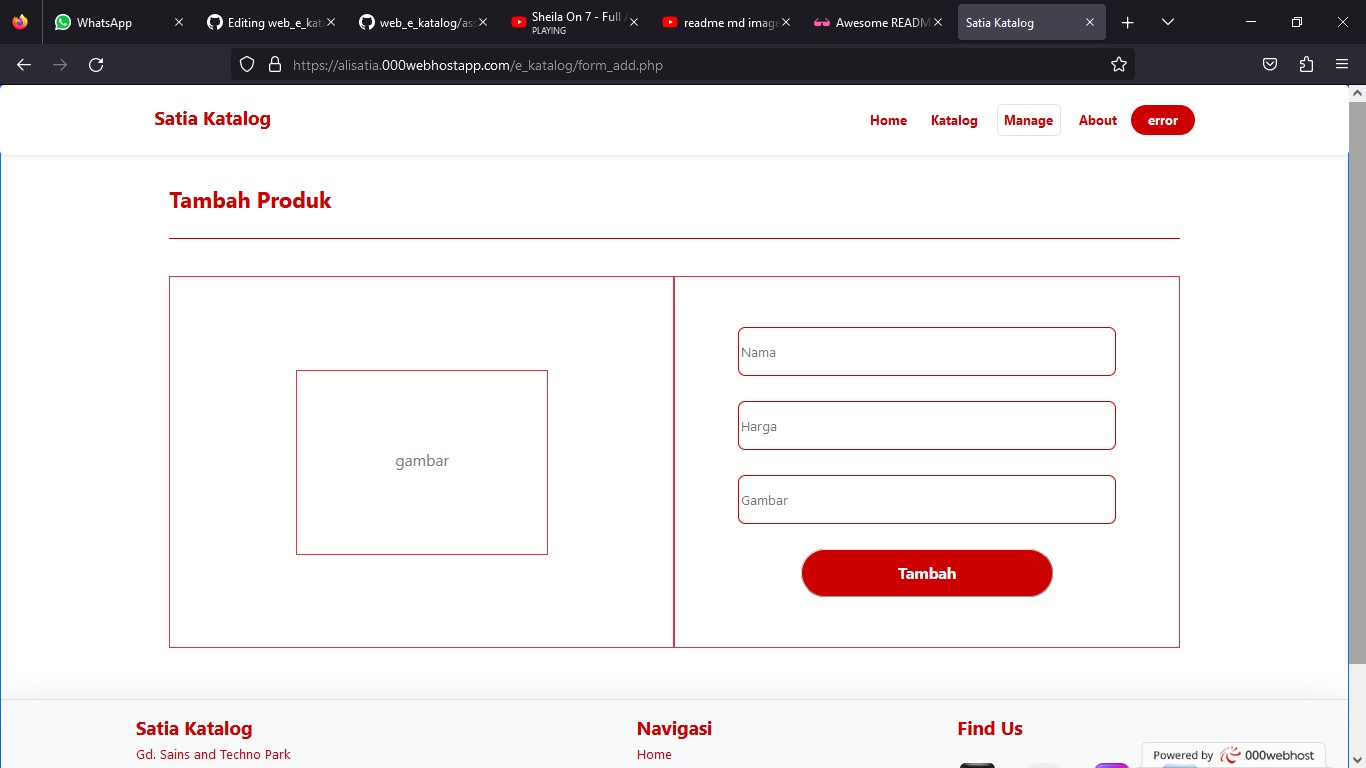 WhatsApp
Editing web_e_kat
web_e_katalog/ass
Sheila On 7 - Full A
PLAYING
readme md image
Awesome READM
Satia Katalog
https://alisatia.000webhostapp.com/e_katalog/form_add.php
Satia Katalog
Home
Katalog
Manage
About
error
Tambah Produk
gambar
Nama
Harga
Gambar
Tambah
Satia Katalog
Navigasi
Find Us
Gd. Sains and Techno Park
Home
Powered by 000webhost